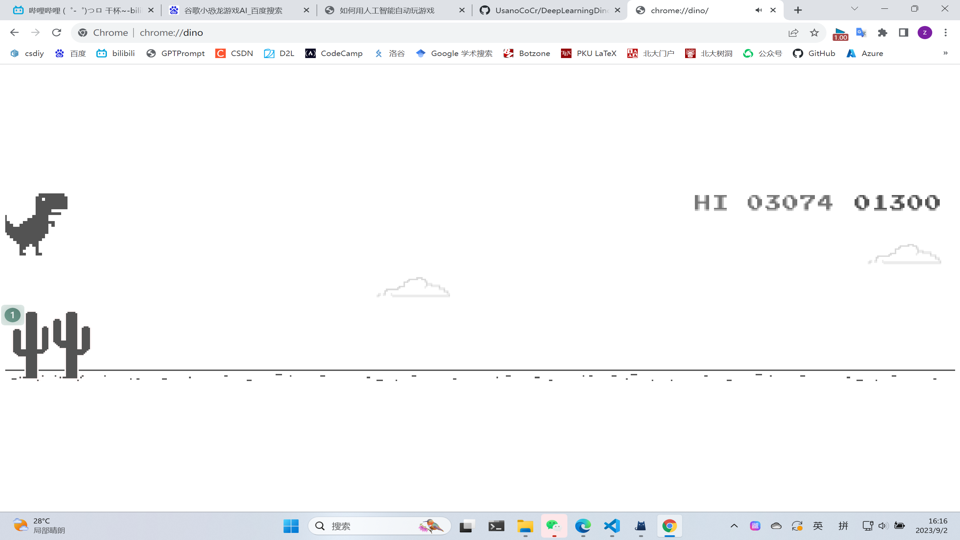 哔哩哔哩 (゜-゜)つロ 干杯~-bili
谷歌小恐龙游戏AI_百度搜索
如何用人工智能自动玩游戏
UsanoCoCr/DeepLearningDin
chrome://dino/
Chrome | chrome://dino
1.00
z
csdiy 百度 bilibili GPTPrompt CSDN D2L CodeCamp 洛谷 Google 学术搜索 Botzone PKU LaTeX 北大门户 北大树洞 公众号 GitHub Azure »
HI 03074 01300
1
28°C
局部晴朗
搜索
英
拼
16:16
2023/9/2